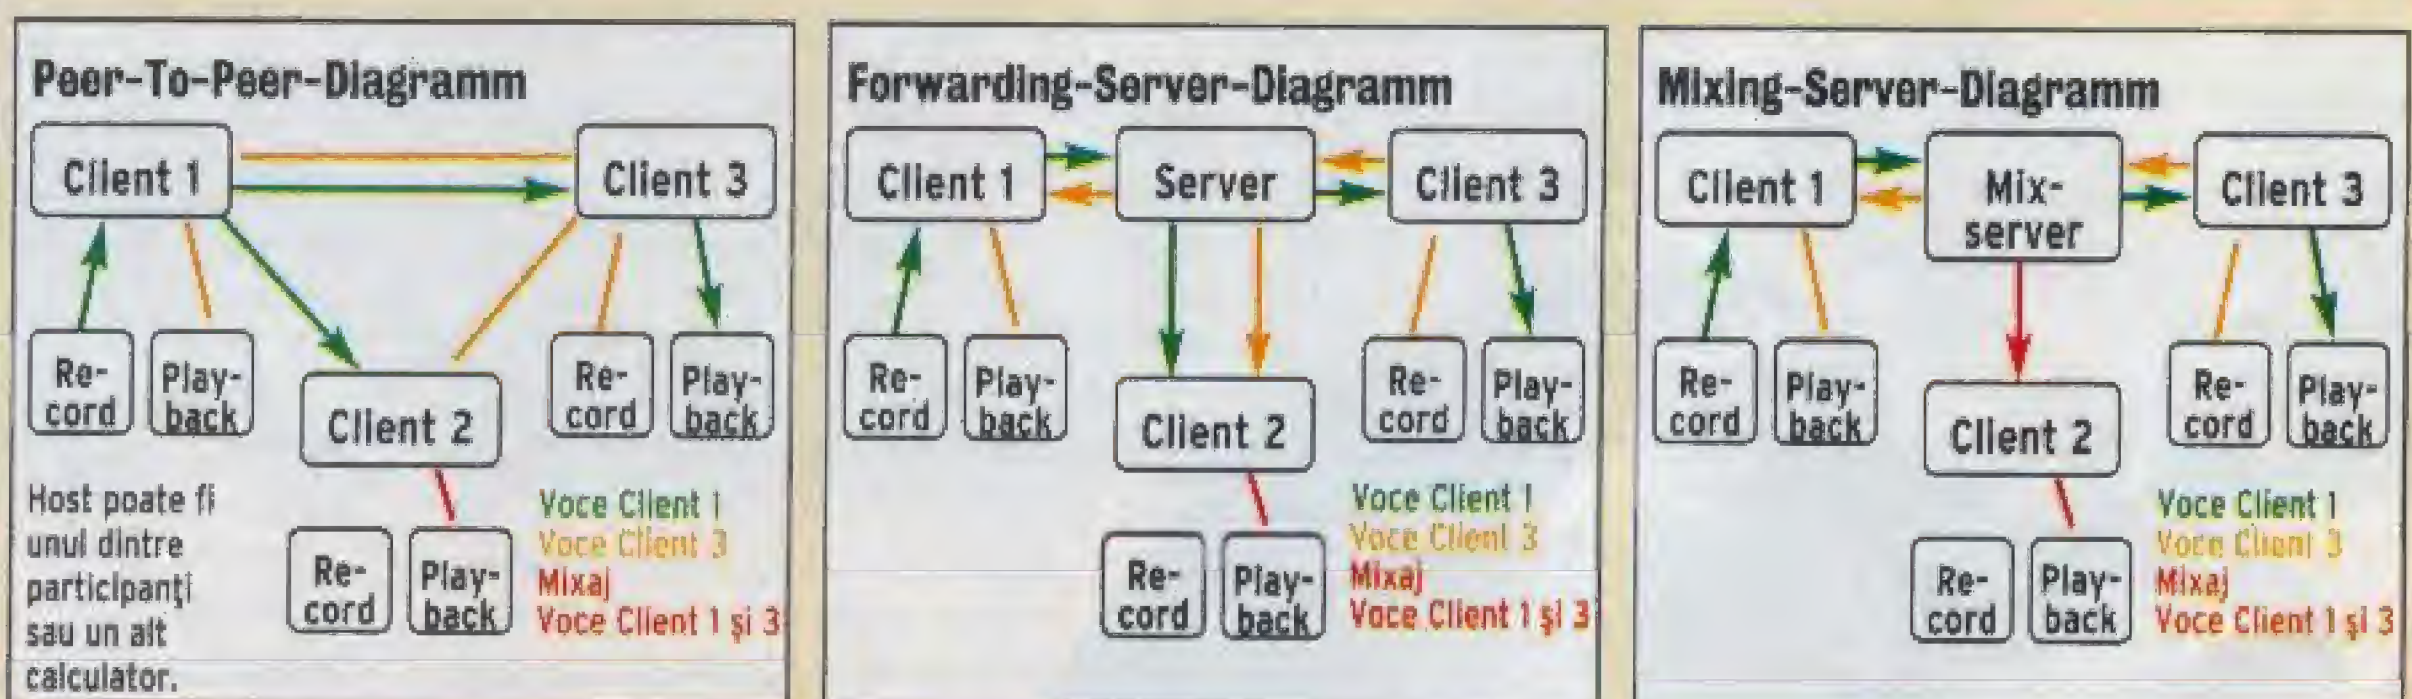 Peer-To-Peer-Diagramm
Client 1
Client 3
Re-
cord
Play-
back
Client 2
Re-
cord
Play-
back
Re-
cord
Play-
back
Host poate fi
unul dintre
participanţi
sau un alt
calculator.
Voce Client 1
Voce Client 3
Mixaj
Voce Client 1 şi 3
Forwarding-Server-Diagramm
Client 1
Server
Client 3
Re-
cord
Play-
back
Client 2
Re-
cord
Play-
back
Re-
cord
Play-
back
Voce Client 1
Voce Client 3
Mixaj
Voce Client 1 şi 3
Mixing-Server-Diagramm
Client 1
Mix-
server
Client 3
Re-
cord
Play-
back
Client 2
Re-
cord
Play-
back
Re-
cord
Play-
back
Voce Client 1
Voce Client 3
Mixaj
Voce Client 1 şi 3